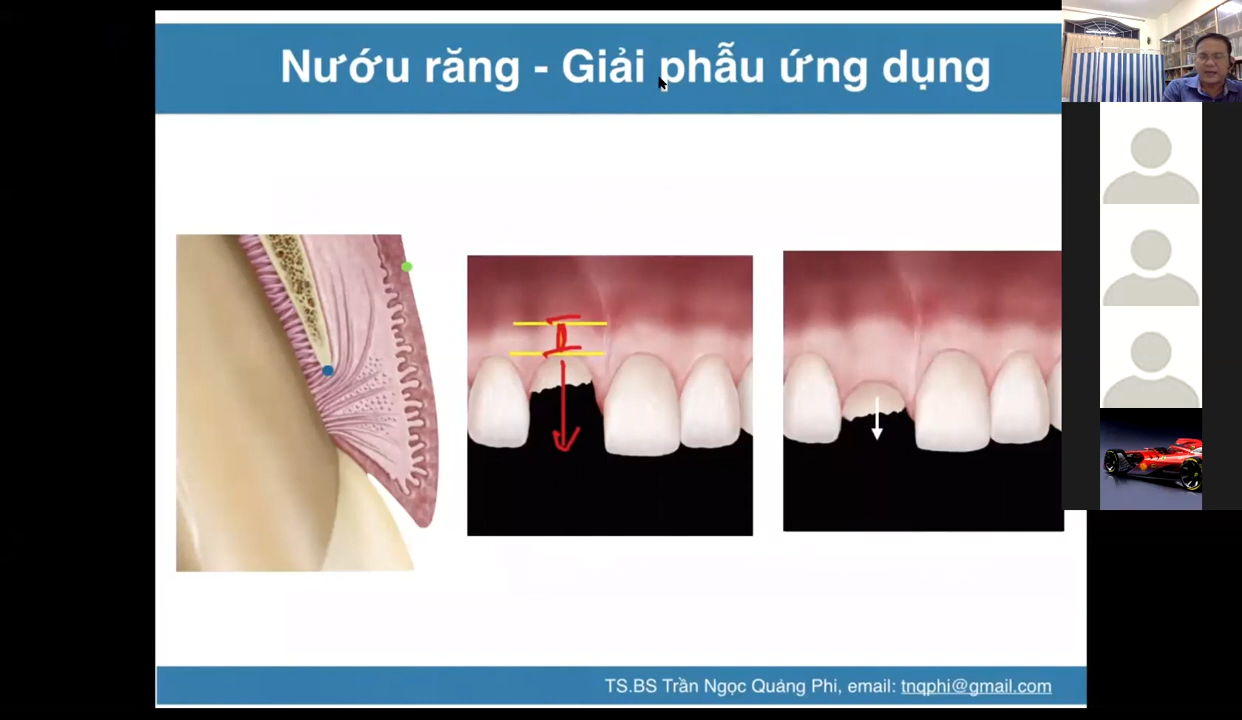 Nướu răng - Giải phẫu ứng dụng
TS.BS Trần Ngọc Quảng Phi, email: tnqphi@gmail.com